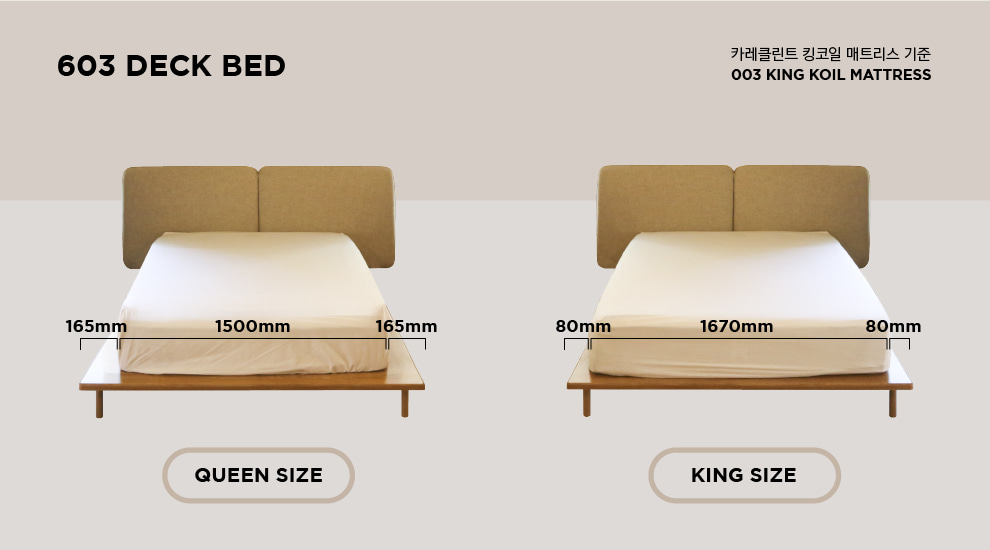 603 DECK BED
카레클린트 킹코일 매트리스 기준
003 KING KOIL MATTRESS
165mm 1500mm 165mm
80mm 1670mm 80mm
QUEEN SIZE
KING SIZE